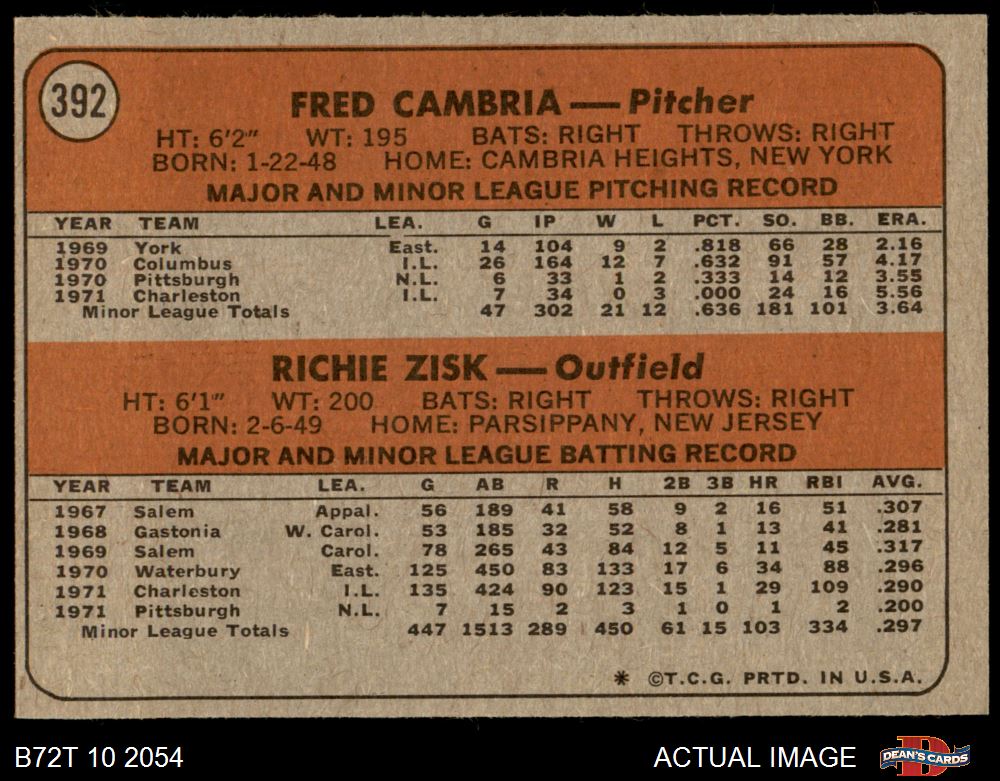 392
FRED CAMBRIA — Pitcher
HT: 6'2" WT: 195 BATS: RIGHT THROWS: RIGHT
BORN: 1-22-48 HOME: CAMBRIA HEIGHTS, NEW YORK
MAJOR AND MINOR LEAGUE PITCHING RECORD
YEAR TEAM LEA. G IP W L PCT. SO. BB. ERA.
1969 York East. 14 104 9 2 .818 66 28 2.16
1970 Columbus I.L. 26 164 12 7 .632 91 57 4.17
1970 Pittsburgh N.L. 6 33 1 2 .333 14 12 3.55
1971 Charleston I.L. 7 34 0 3 .000 24 16 5.56
Minor League Totals 47 302 21 12 .636 181 101 3.64
RICHIE ZISK — Outfield
HT: 6'1" WT: 200 BATS: RIGHT THROWS: RIGHT
BORN: 2-6-49 HOME: PARSIPPANY, NEW JERSEY
MAJOR AND MINOR LEAGUE BATTING RECORD
YEAR TEAM LEA. G AB R H 2B 3B HR RBI AVG.
1967 Salem Appal. 56 189 41 58 9 2 16 51 .307
1968 Gastonia W. Carol. 53 185 32 52 8 1 13 41 .281
1969 Salem Carol. 78 265 43 84 12 5 11 45 .317
1970 Waterbury East. 125 450 83 133 17 6 34 88 .296
1971 Charleston I.L. 135 424 90 123 15 1 29 109 .290
1971 Pittsburgh N.L. 7 15 2 3 1 0 1 2 .200
Minor League Totals 447 1513 289 450 61 15 103 334 .297
* ©T.C.G. PRTD. IN U.S.A.
B72T 10 2054 ACTUAL IMAGE DEAN'S CARDS